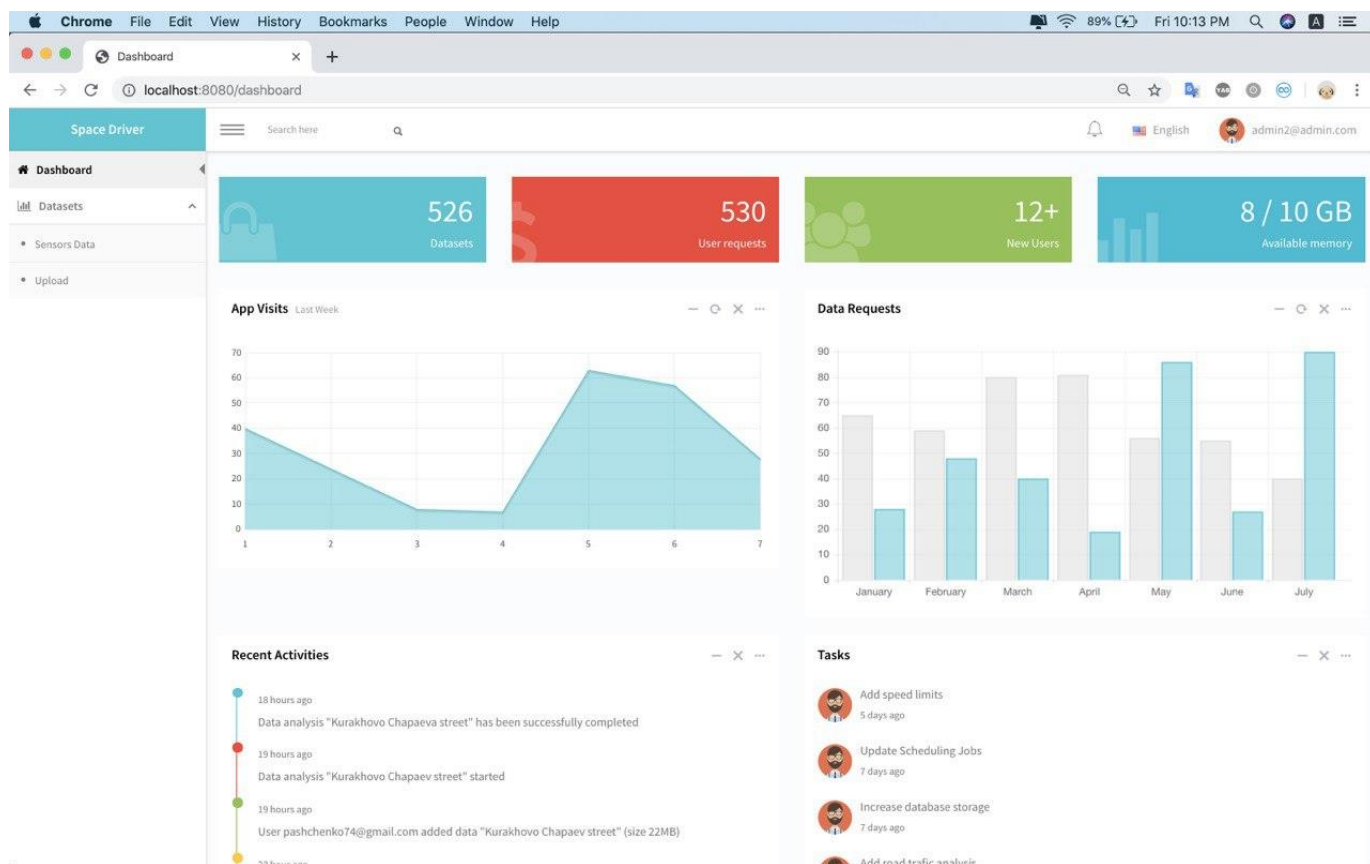 Chrome File Edit View History Bookmarks People Window Help 89% Fri 10:13 PM A
Dashboard
localhost:8080/dashboard
Space Driver
Search here
English
admin2@admin.com
Dashboard
Datasets
Sensors Data
Upload
526
Datasets
530
User requests
12+
New Users
8 / 10 GB
Available memory
App Visits Last Week
70
60
50
40
30
20
10
0
1 2 3 4 5 6 7
Data Requests
90
80
70
60
50
40
30
20
10
0
January February March April May June July
Recent Activities
18 hours ago
Data analysis "Kurakhovo Chapaeva street" has been successfully completed
19 hours ago
Data analysis "Kurakhovo Chapaev street" started
19 hours ago
User pashchenko74@gmail.com added data "Kurakhovo Chapaev street" (size 22MB)
Tasks
Add speed limits
5 days ago
Update Scheduling Jobs
7 days ago
Increase database storage
7 days ago
Add road trafic analysis